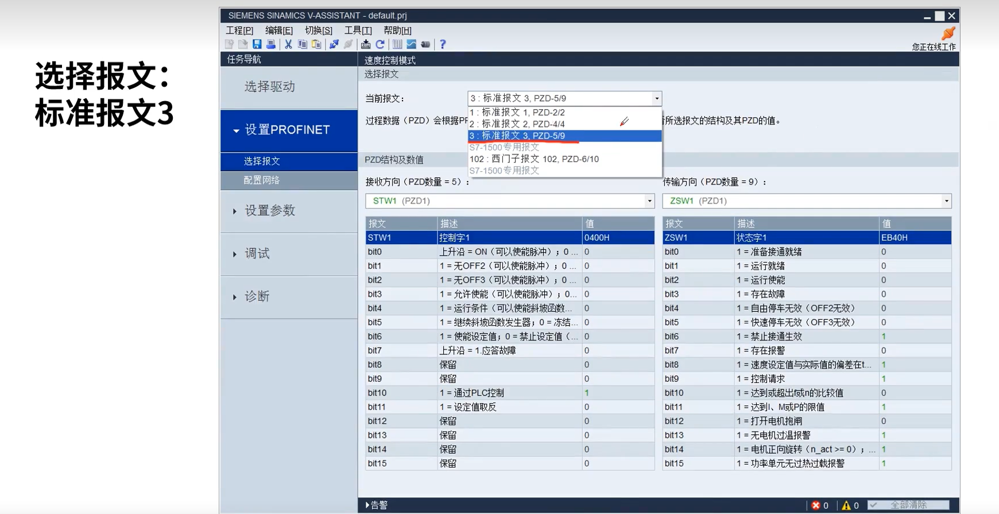 选择报文：
标准报文3
SIEMENS SINAMICS V-ASSISTANT - default.prj
工程[P] 编辑[E] 切换[S] 工具[T] 帮助[H]
您正在线工作
任务导航
选择驱动
设置PROFINET
选择报文
配置网络
设置参数
调试
诊断
速度控制模式
选择报文
当前报文：
3 : 标准报文 3, PZD-5/9
1 : 标准报文 1, PZD-2/2
2 : 标准报文 2, PZD-4/4
3 : 标准报文 3, PZD-5/9
S7-1500专用报文
102 : 西门子报文 102, PZD-6/10
S7-1500专用报文
过程数据（PZD）会根据PF
所选报文的结构及其PZD的值。
PZD结构及数值
接收方向（PZD数量 = 5）：
STW1 (PZD1)
报文 描述 值
STW1 控制字1 0400H
bit0 上升沿 = ON（可以使能脉冲）；0 ... 0
bit1 1 = 无OFF2（可以使能脉冲）；0 ... 0
bit2 1 = 无OFF3（可以使能脉冲）；0 ... 0
bit3 1 = 允许使能（可以使能脉冲）；0... 0
bit4 1 = 运行条件（可以使能斜坡函数... 0
bit5 1 = 继续斜坡函数发生器；0 = 冻结... 0
bit6 1 = 使能设定值；0 = 禁止设定值（... 0
bit7 上升沿 = 1.应答故障 0
bit8 保留 0
bit9 保留 0
bit10 1 = 通过PLC控制 1
bit11 1 = 设定值取反 0
bit12 保留 0
bit13 保留 0
bit14 保留 0
bit15 保留 0
传输方向（PZD数量 = 9）：
ZSW1 (PZD1)
报文 描述 值
ZSW1 状态字1 EB40H
bit0 1 = 准备接通就绪 0
bit1 1 = 运行就绪 0
bit2 1 = 运行使能 0
bit3 1 = 存在故障 0
bit4 1 = 自由停车无效（OFF2无效） 0
bit5 1 = 快速停车无效（OFF3无效） 0
bit6 1 = 禁止接通生效 1
bit7 1 = 存在报警 0
bit8 1 = 速度设定值与实际值的偏差在t... 1
bit9 1 = 控制请求 1
bit10 1 = 达到或超出f或n的比较值 0
bit11 1 = 达到I、M或P的限值 1
bit12 1 = 打开电机抱闸 0
bit13 1 = 无电机过温报警 1
bit14 1 = 电机正向旋转（n_act >= 0）；... 1
bit15 1 = 功率单元无过热过载报警 1
告警
0 0 全部清除